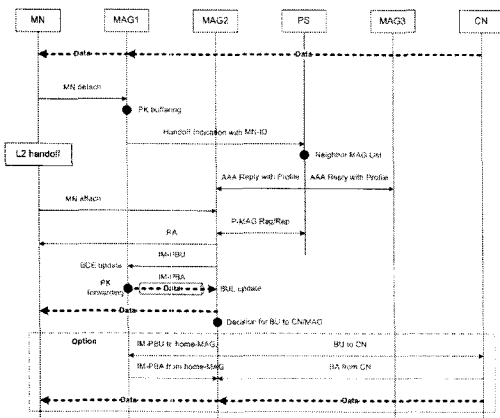 MN MAG1 MAG2 PS MAG3 CN
Data Data
MN detach
PK buffering
Handoff Indication with MN-ID
L2 handoff
Neighbor MAG List
AAA Reply with Profile AAA Reply with Profile
MN attach
P-MAG Req/Rep
RA
IM-PBU
BCE update
IM-PBA
PK forwarding
Data
BUL update
Data
Decision for BU to CN/MAG
Option
IM-PBU to home-MAG BU to CN
IM-PBA from home-MAG BA from CN
Data Data